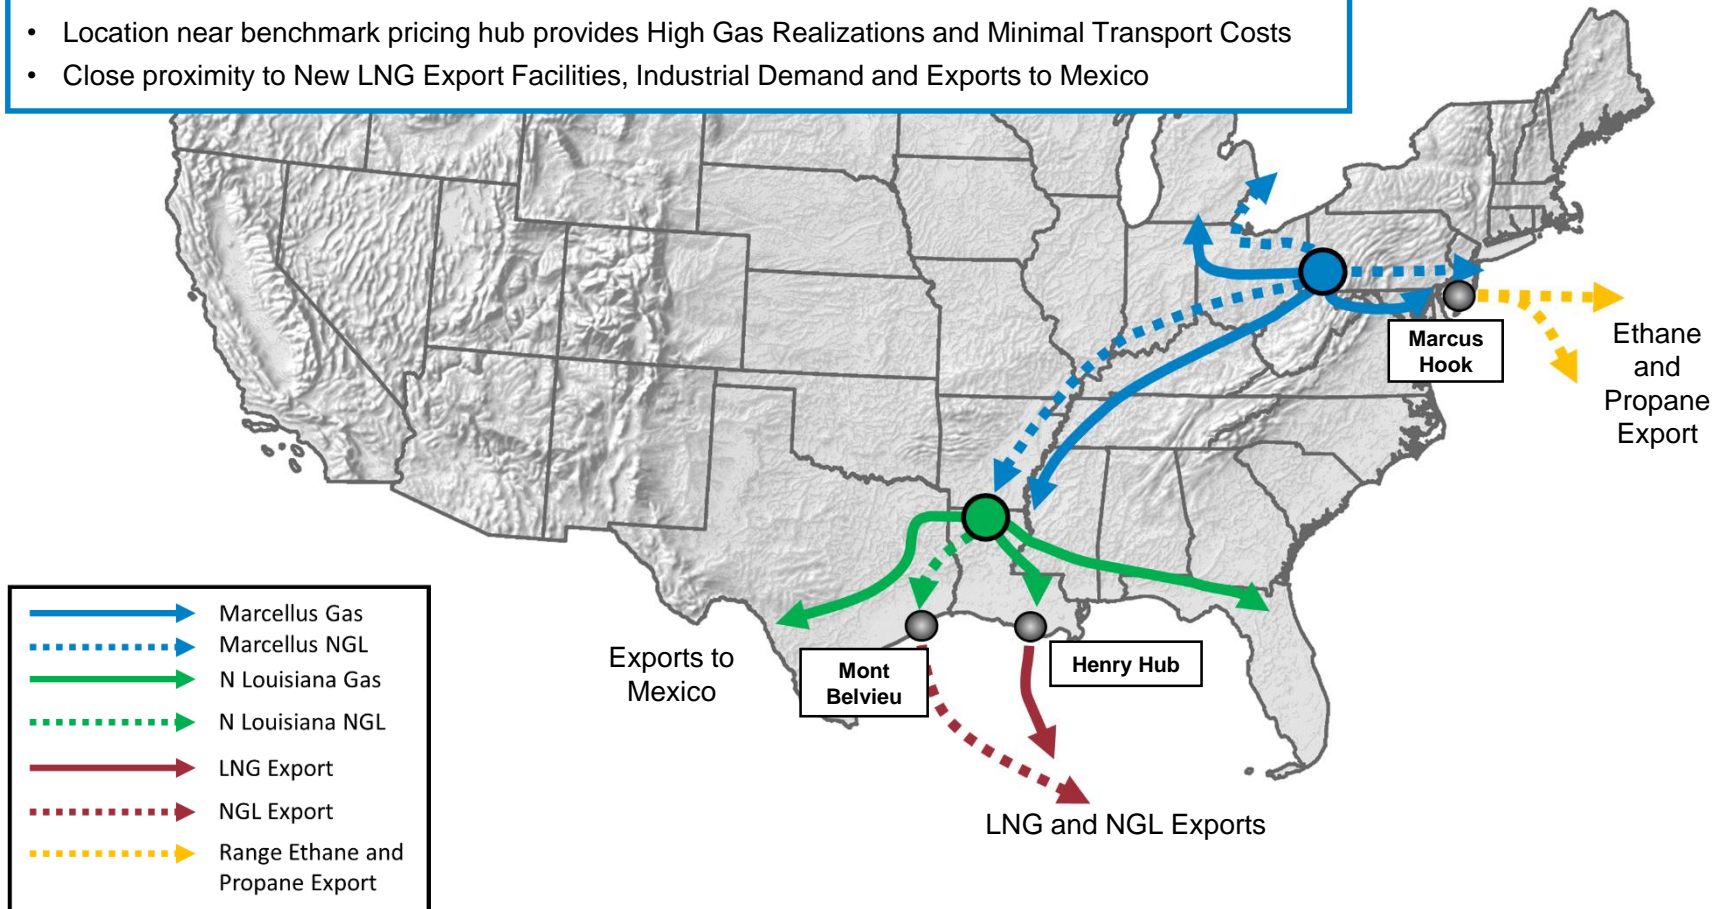 • Location near benchmark pricing hub provides High Gas Realizations and Minimal Transport Costs
• Close proximity to New LNG Export Facilities, Industrial Demand and Exports to Mexico
Marcus
Hook
Ethane
and
Propane
Export
Marcellus Gas
Marcellus NGL
N Louisiana Gas
N Louisiana NGL
LNG Export
NGL Export
Range Ethane and
Propane Export
Exports to
Mexico
Mont
Belvieu
Henry Hub
LNG and NGL Exports